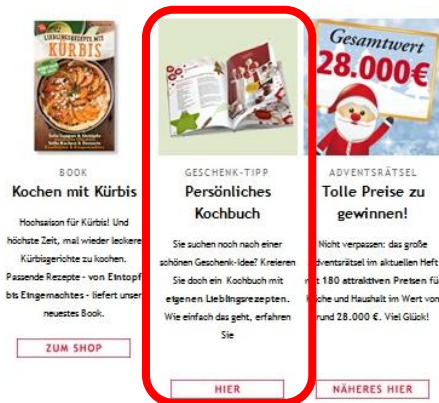 LIEBLINGSREZEPTE MIT
KÜRBIS
BOOK
Kochen mit Kürbis
Hochsaison für Kürbis! Und
höchste Zeit, mal wieder leckere
Kürbisgerichte zu kochen.
Passende Rezepte - von Eintopf
bis Eingemachtes - liefert unser
neuestes Book.
ZUM SHOP
GESCHENK-TIPP
Persönliches
Kochbuch
Sie suchen noch nach einer
schönen Geschenk-Idee? Kreieren
Sie doch ein Kochbuch mit
eigenen Lieblingsrezepten.
Wie einfach das geht, erfahren
Sie
HIER
Gesamtwert
28.000€
ADVENTSRÄTSEL
Tolle Preise zu
gewinnen!
Nicht verpassen: das große
dventsrätsel im aktuellen Heft
t 180 attraktiven Preisen fü
che und Haushalt im Wert von
rund 28.000 €. Viel Glück!
NÄHERES HIER